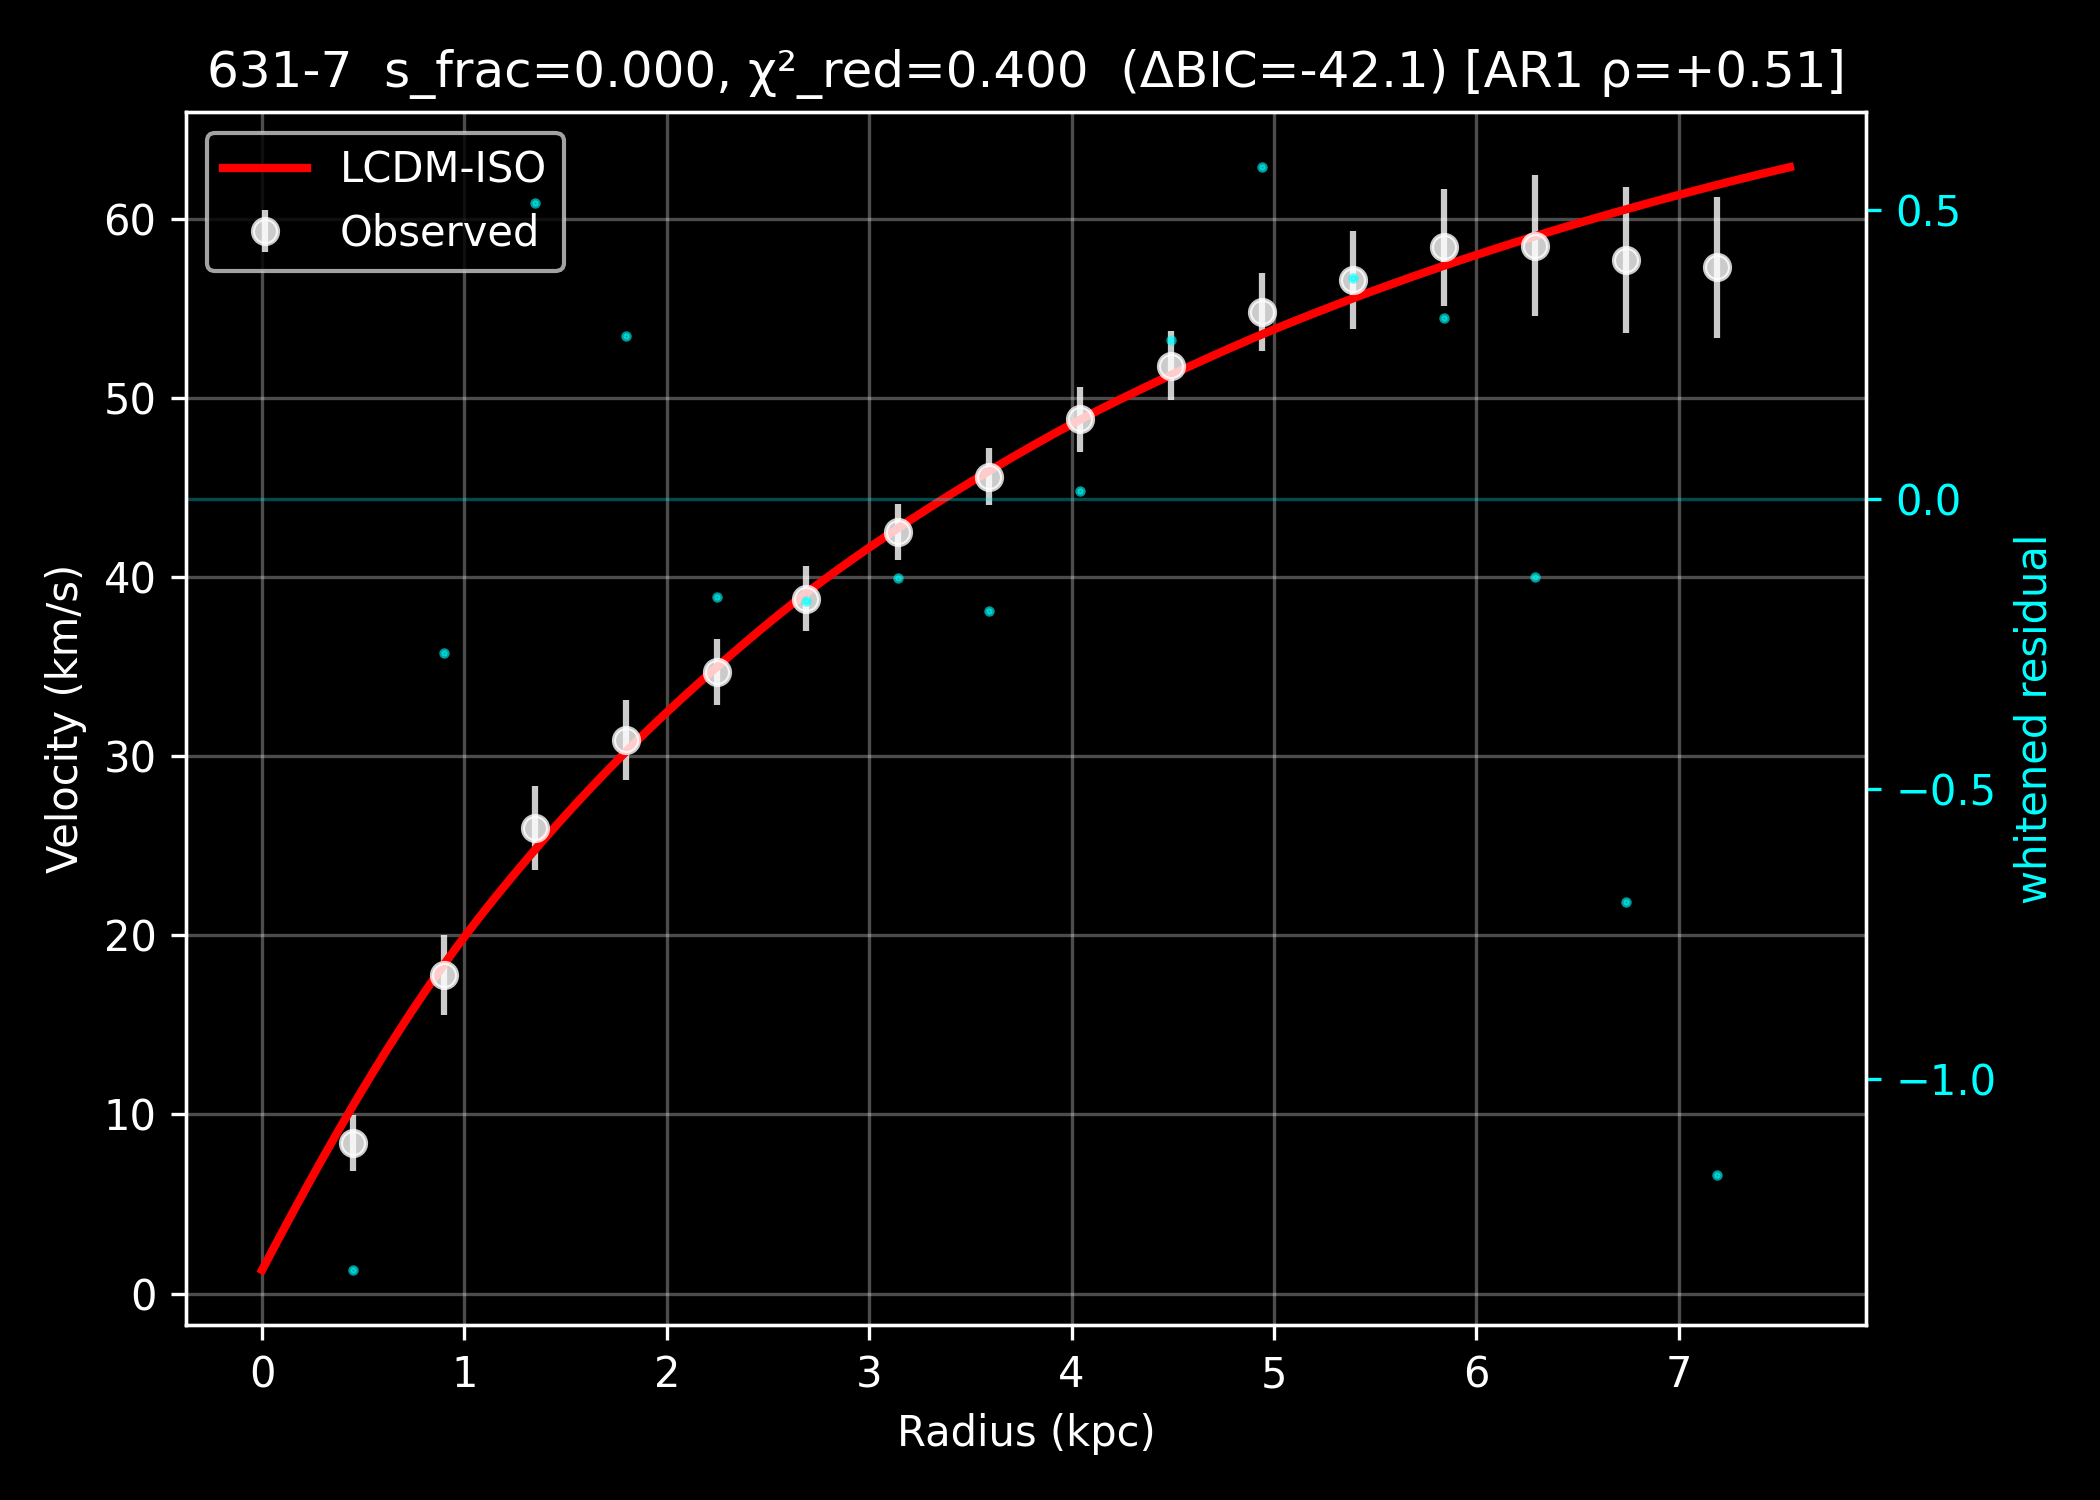 631-7 s_frac=0.000, χ²_red=0.400 (ΔBIC=-42.1) [AR1 ρ=+0.51]
LCDM-ISO
Observed
60
50
40
30
20
10
0
Velocity (km/s)
0 1 2 3 4 5 6 7
Radius (kpc)
0.5
0.0
−0.5
−1.0
whitened residual